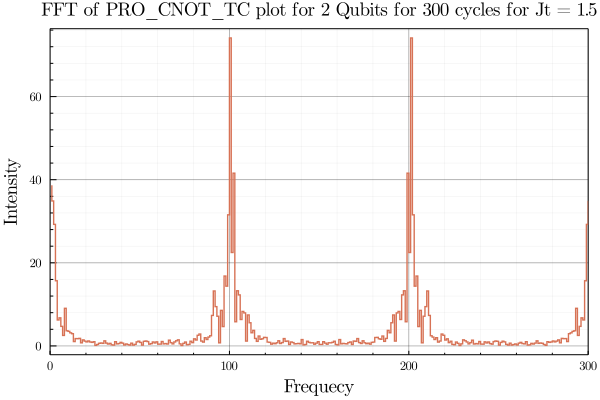 FFT of PRO_CNOT_TC plot for 2 Qubits for 300 cycles for Jt = 1.5
60
40
20
0
Intensity
0 100 200 300
Frequecy